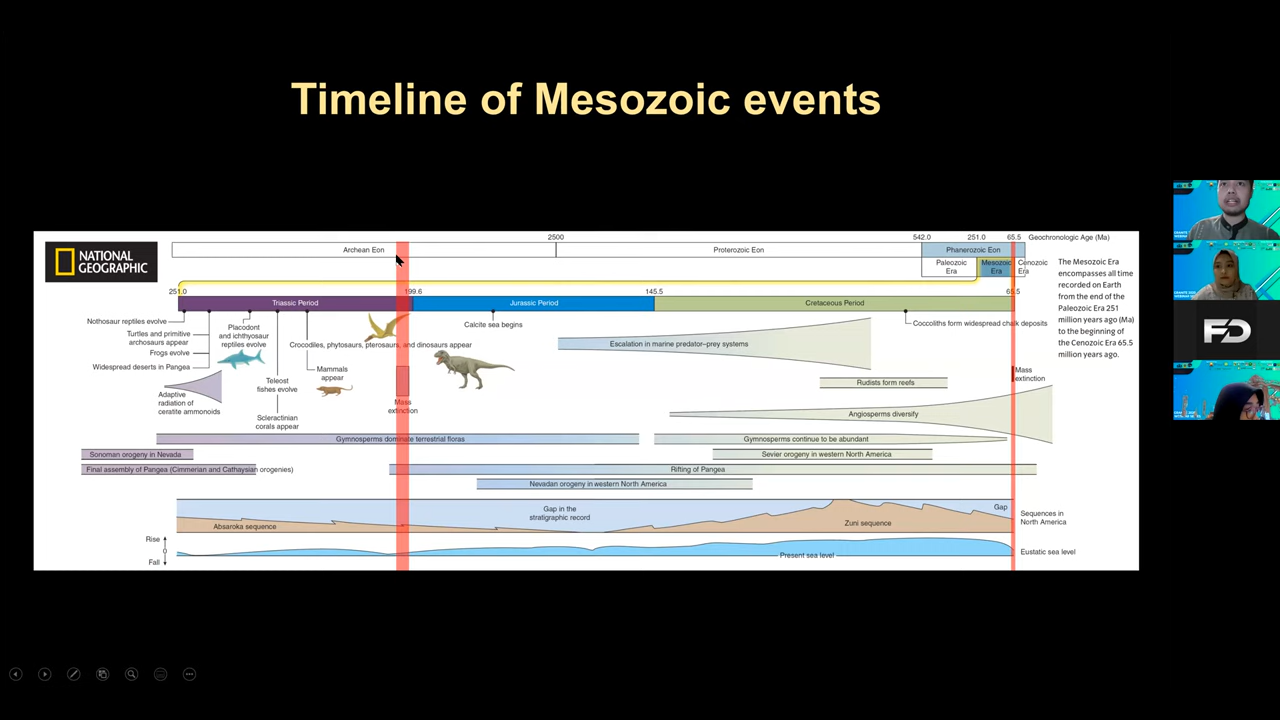 Timeline of Mesozoic events
NATIONAL
GEOGRAPHIC
2500
542.0
251.0
65.5
Geochronologic Age (Ma)
Archean Eon
Proterozoic Eon
Phanerozoic Eon
Paleozoic
Era
Mesozoic
Era
Cenozoic
Era
251.0
199.6
145.5
65.5
Triassic Period
Jurassic Period
Cretaceous Period
The Mesozoic Era
encompasses all time
recorded on Earth
from the end of the
Paleozoic Era 251
million years ago (Ma)
to the beginning of
the Cenozoic Era 65.5
million years ago.
Nothosaur reptiles evolve
Turtles and primitive
archosaurs appear
Frogs evolve
Widespread deserts in Pangea
Placodont
and ichthyosaur
reptiles evolve
Crocodiles, phytosaurs, pterosaurs, and dinosaurs appear
Calcite sea begins
Escalation in marine predator–prey systems
Coccoliths form widespread chalk deposits
Adaptive
radiation of
ceratite ammonoids
Teleost
fishes evolve
Mammals
appear
Scleractinian
corals appear
Mass
extinction
Rudists form reefs
Mass
extinction
Angiosperms diversify
Gymnosperms dominate terrestrial floras
Gymnosperms continue to be abundant
Sonoman orogeny in Nevada
Sevier orogeny in western North America
Final assembly of Pangea (Cimmerian and Cathaysian orogenies)
Rifting of Pangea
Nevadan orogeny in western North America
Absaroka sequence
Gap in the
stratigraphic record
Zuni sequence
Gap
Sequences in
North America
Rise
0
Fall
Present sea level
Eustatic sea level
FD